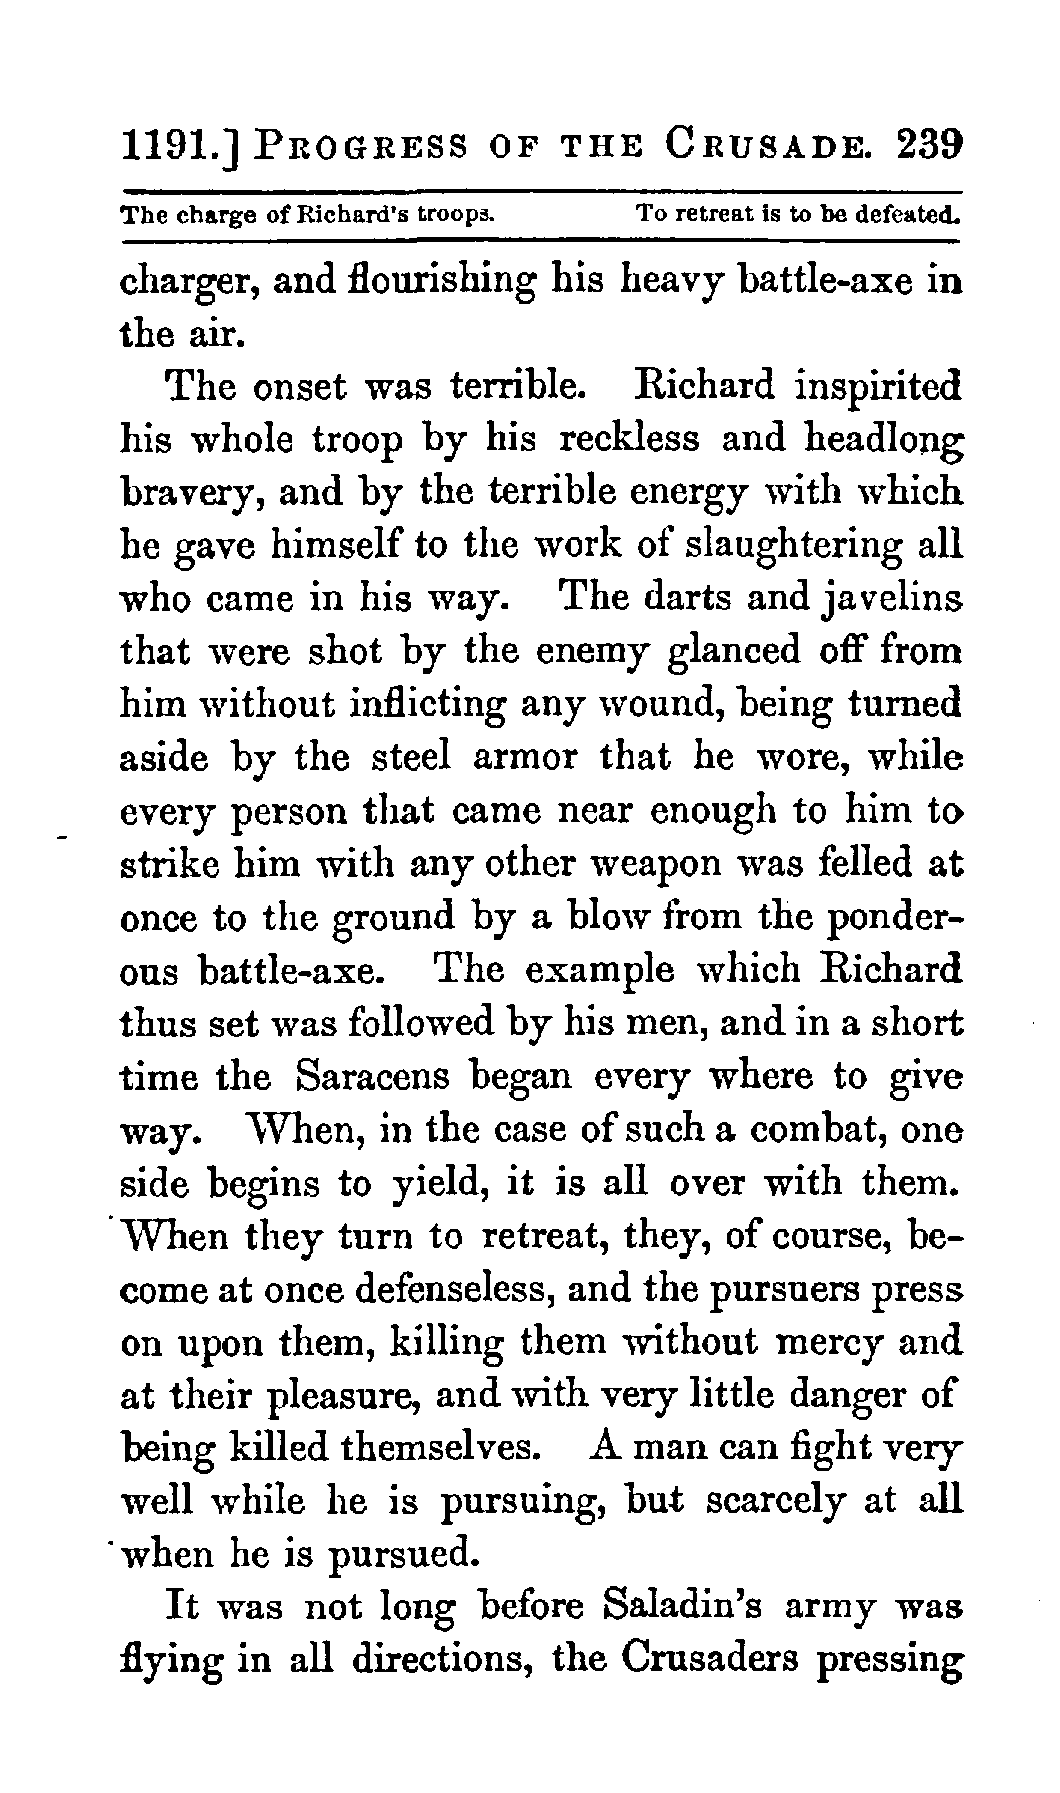 1191.] PROGRESS OF THE CRUSADE. 239
The charge of Richard's troops. To retreat is to be defeated.
charger, and flourishing his heavy battle-axe in
the air.
The onset was terrible. Richard inspirited
his whole troop by his reckless and headlong
bravery, and by the terrible energy with which
he gave himself to the work of slaughtering all
who came in his way. The darts and javelins
that were shot by the enemy glanced off from
him without inflicting any wound, being turned
aside by the steel armor that he wore, while
every person that came near enough to him to
strike him with any other weapon was felled at
once to the ground by a blow from the ponder-
ous battle-axe. The example which Richard
thus set was followed by his men, and in a short
time the Saracens began every where to give
way. When, in the case of such a combat, one
side begins to yield, it is all over with them.
When they turn to retreat, they, of course, be-
come at once defenseless, and the pursuers press
on upon them, killing them without mercy and
at their pleasure, and with very little danger of
being killed themselves. A man can fight very
well while he is pursuing, but scarcely at all
when he is pursued.
It was not long before Saladin's army was
flying in all directions, the Crusaders pressing